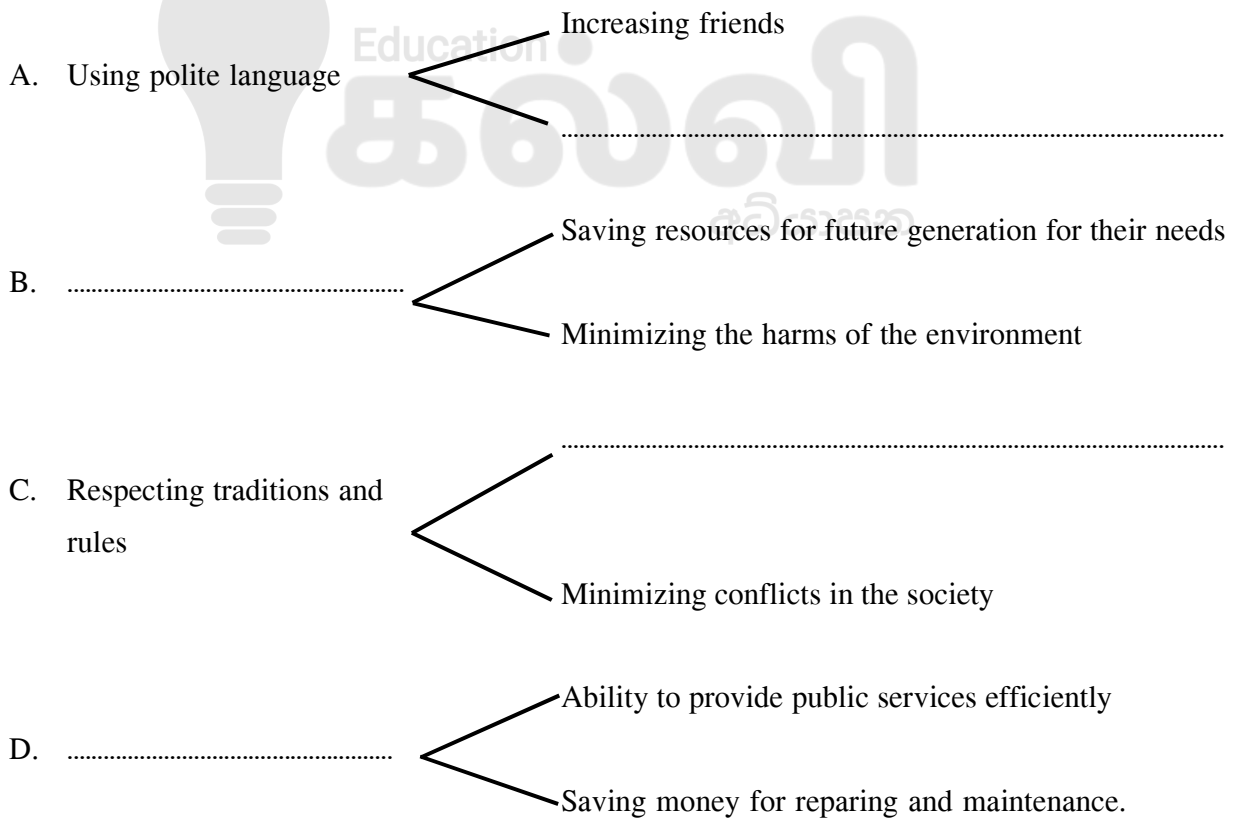 Increasing friends
Education
A. Using polite language
கல்வி
................................................................................................................
Saving resources for future generation for their needs
B. .........................................................
Minimizing the harms of the environment
................................................................................................................
C. Respecting traditions and
rules
Minimizing conflicts in the society
Ability to provide public services efficiently
D. .......................................................
Saving money for reparing and maintenance.